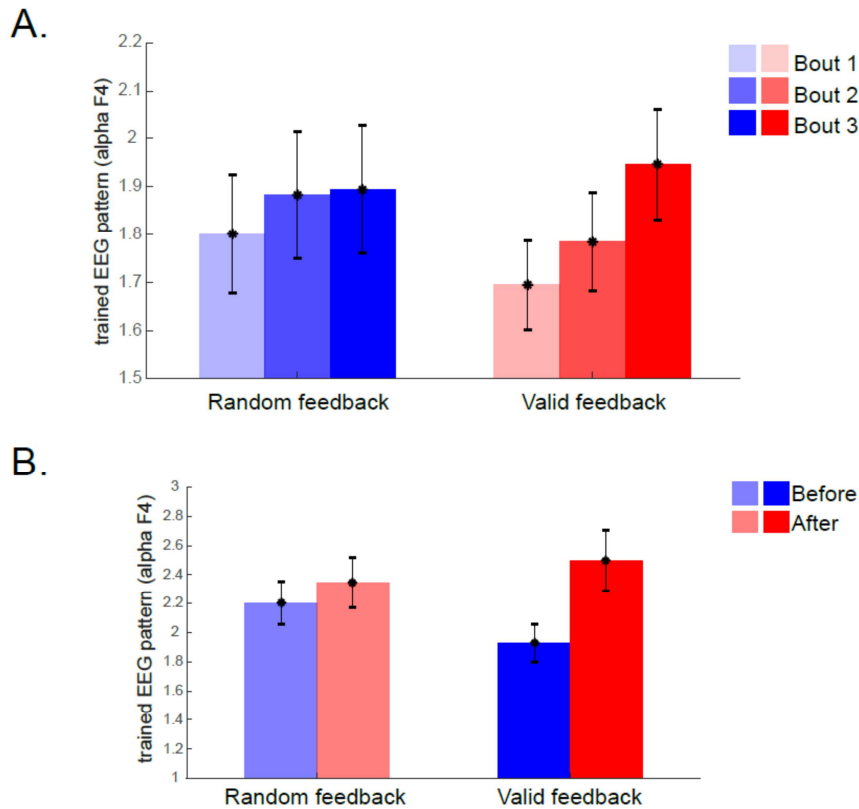 A.
trained EEG pattern (alpha F4)
2.2
2.1
2
1.9
1.8
1.7
1.6
1.5
Random feedback
Valid feedback
Bout 1
Bout 2
Bout 3
B.
trained EEG pattern (alpha F4)
3
2.8
2.6
2.4
2.2
2
1.8
1.6
1.4
1.2
1
Random feedback
Valid feedback
Before
After